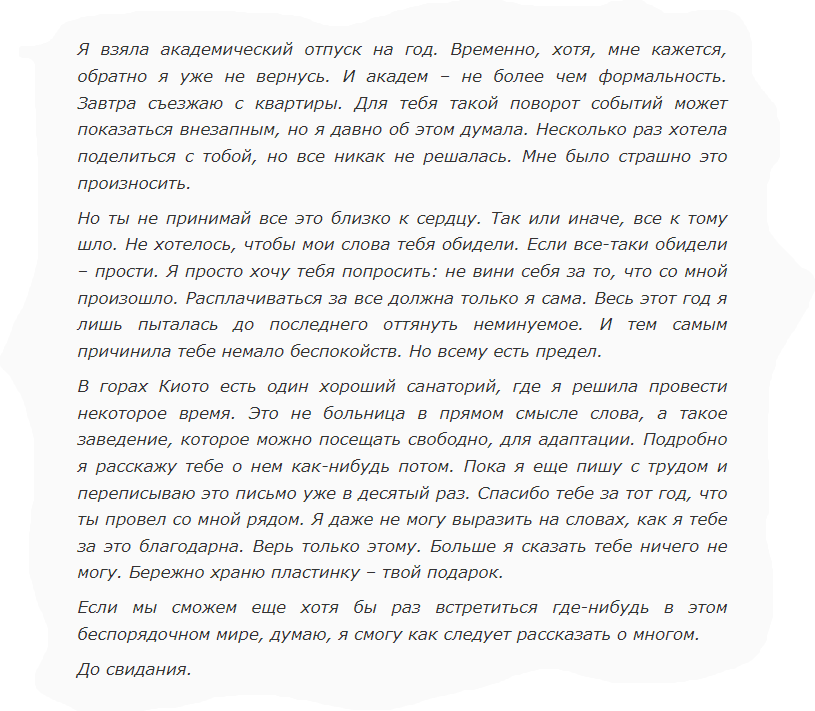 Я взяла академический отпуск на год. Временно, хотя, мне кажется,
обратно я уже не вернусь. И академ – не более чем формальность.
Завтра съезжаю с квартиры. Для тебя такой поворот событий может
показаться внезапным, но я давно об этом думала. Несколько раз хотела
поделиться с тобой, но все никак не решалась. Мне было страшно это
произносить.
Но ты не принимай все это близко к сердцу. Так или иначе, все к тому
шло. Не хотелось, чтобы мои слова тебя обидели. Если все-таки обидели
– прости. Я просто хочу тебя попросить: не вини себя за то, что со мной
произошло. Расплачиваться за все должна только я сама. Весь этот год я
лишь пыталась до последнего оттянуть неминуемое. И тем самым
причинила тебе немало беспокойств. Но всему есть предел.
В горах Киото есть один хороший санаторий, где я решила провести
некоторое время. Это не больница в прямом смысле слова, а такое
заведение, которое можно посещать свободно, для адаптации. Подробно
я расскажу тебе о нем как-нибудь потом. Пока я еще пишу с трудом и
переписываю это письмо уже в десятый раз. Спасибо тебе за тот год, что
ты провел со мной рядом. Я даже не могу выразить на словах, как я тебе
за это благодарна. Верь только этому. Больше я сказать тебе ничего не
могу. Бережно храню пластинку – твой подарок.
Если мы сможем еще хотя бы раз встретиться где-нибудь в этом
беспорядочном мире, думаю, я смогу как следует рассказать о многом.
До свидания.